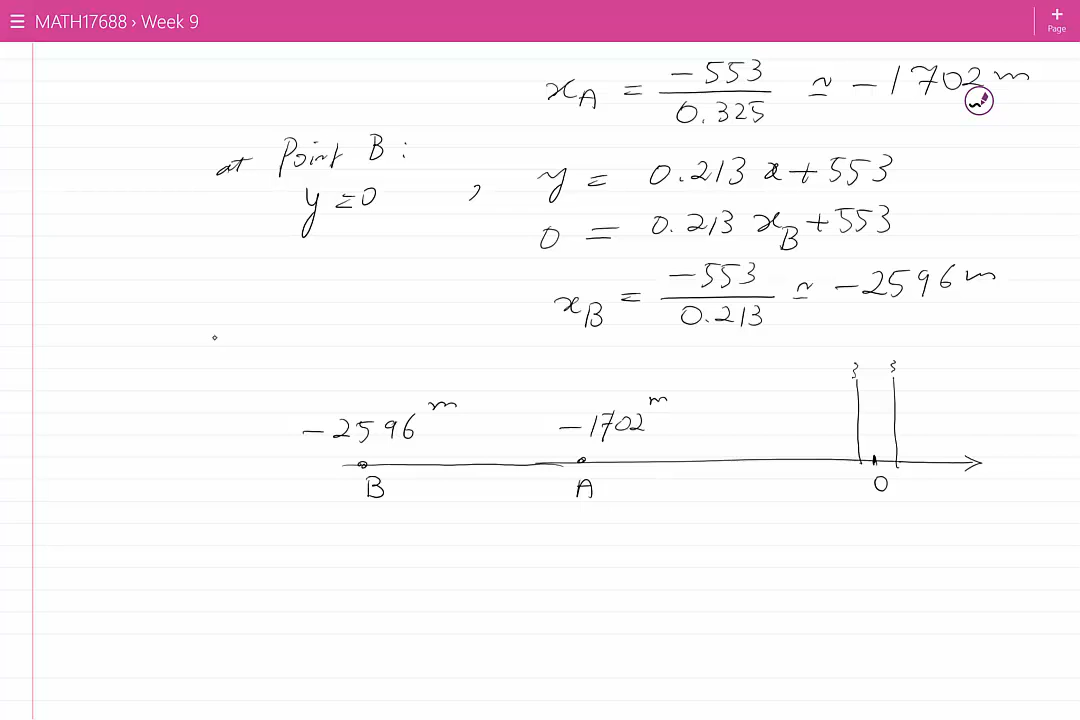 MATH17688 › Week 9
Page
x_A = -553 / 0.325 ≃ -1702 m
at Point B :
y = 0 , y = 0.213 x + 553
0 = 0.213 x_B + 553
x_B = -553 / 0.213 ≃ -2596 m
-2596 m -1702 m
B A 0